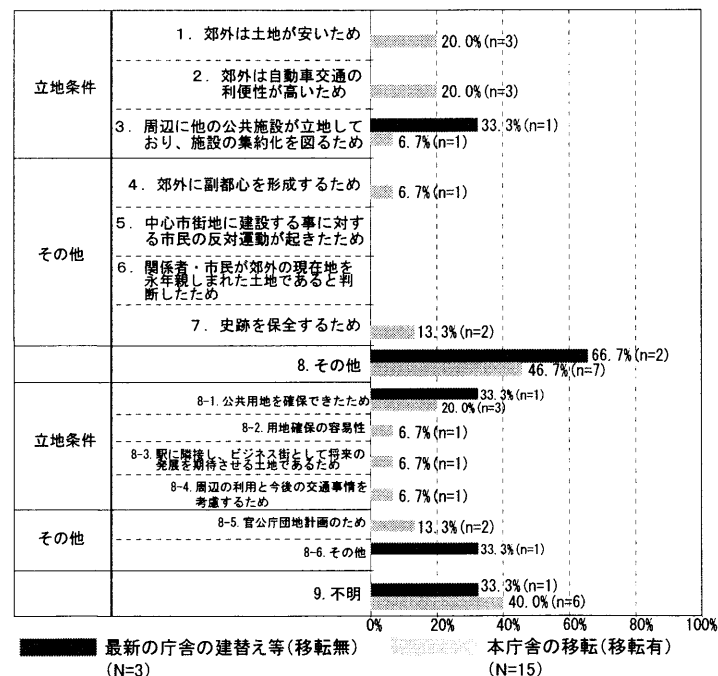 1. 郊外は土地が安いため
20.0%(n=3)
立地条件
2. 郊外は自動車交通の
利便性が高いため
20.0%(n=3)
3. 周辺に他の公共施設が立地して
おり、施設の集約化を図るため
33.3%(n=1)
6.7%(n=1)
その他
4. 郊外に副都心を形成するため
6.7%(n=1)
5. 中心市街地に建設する事に対す
る市民の反対運動が起きたため
6. 関係者・市民が郊外の現在地を
永年親しまれた土地であると判
断したため
7. 史跡を保全するため
13.3%(n=2)
8. その他
66.7%(n=2)
46.7%(n=7)
立地条件
8-1. 公共用地を確保できたため
33.3%(n=1)
20.0%(n=3)
8-2. 用地確保の容易性
6.7%(n=1)
8-3. 駅に隣接し、ビジネス街として将来の
発展を期待させる土地であるため
6.7%(n=1)
8-4. 周辺の利用と今後の交通事情を
考慮するため
6.7%(n=1)
その他
8-5. 官公庁団地計画のため
13.3%(n=2)
8-6. その他
33.3%(n=1)
9. 不明
33.3%(n=1)
40.0%(n=6)
0% 20% 40% 60% 80% 100%
最新の庁舎の建替え等(移転無)
(N=3)
本庁舎の移転(移転有)
(N=15)